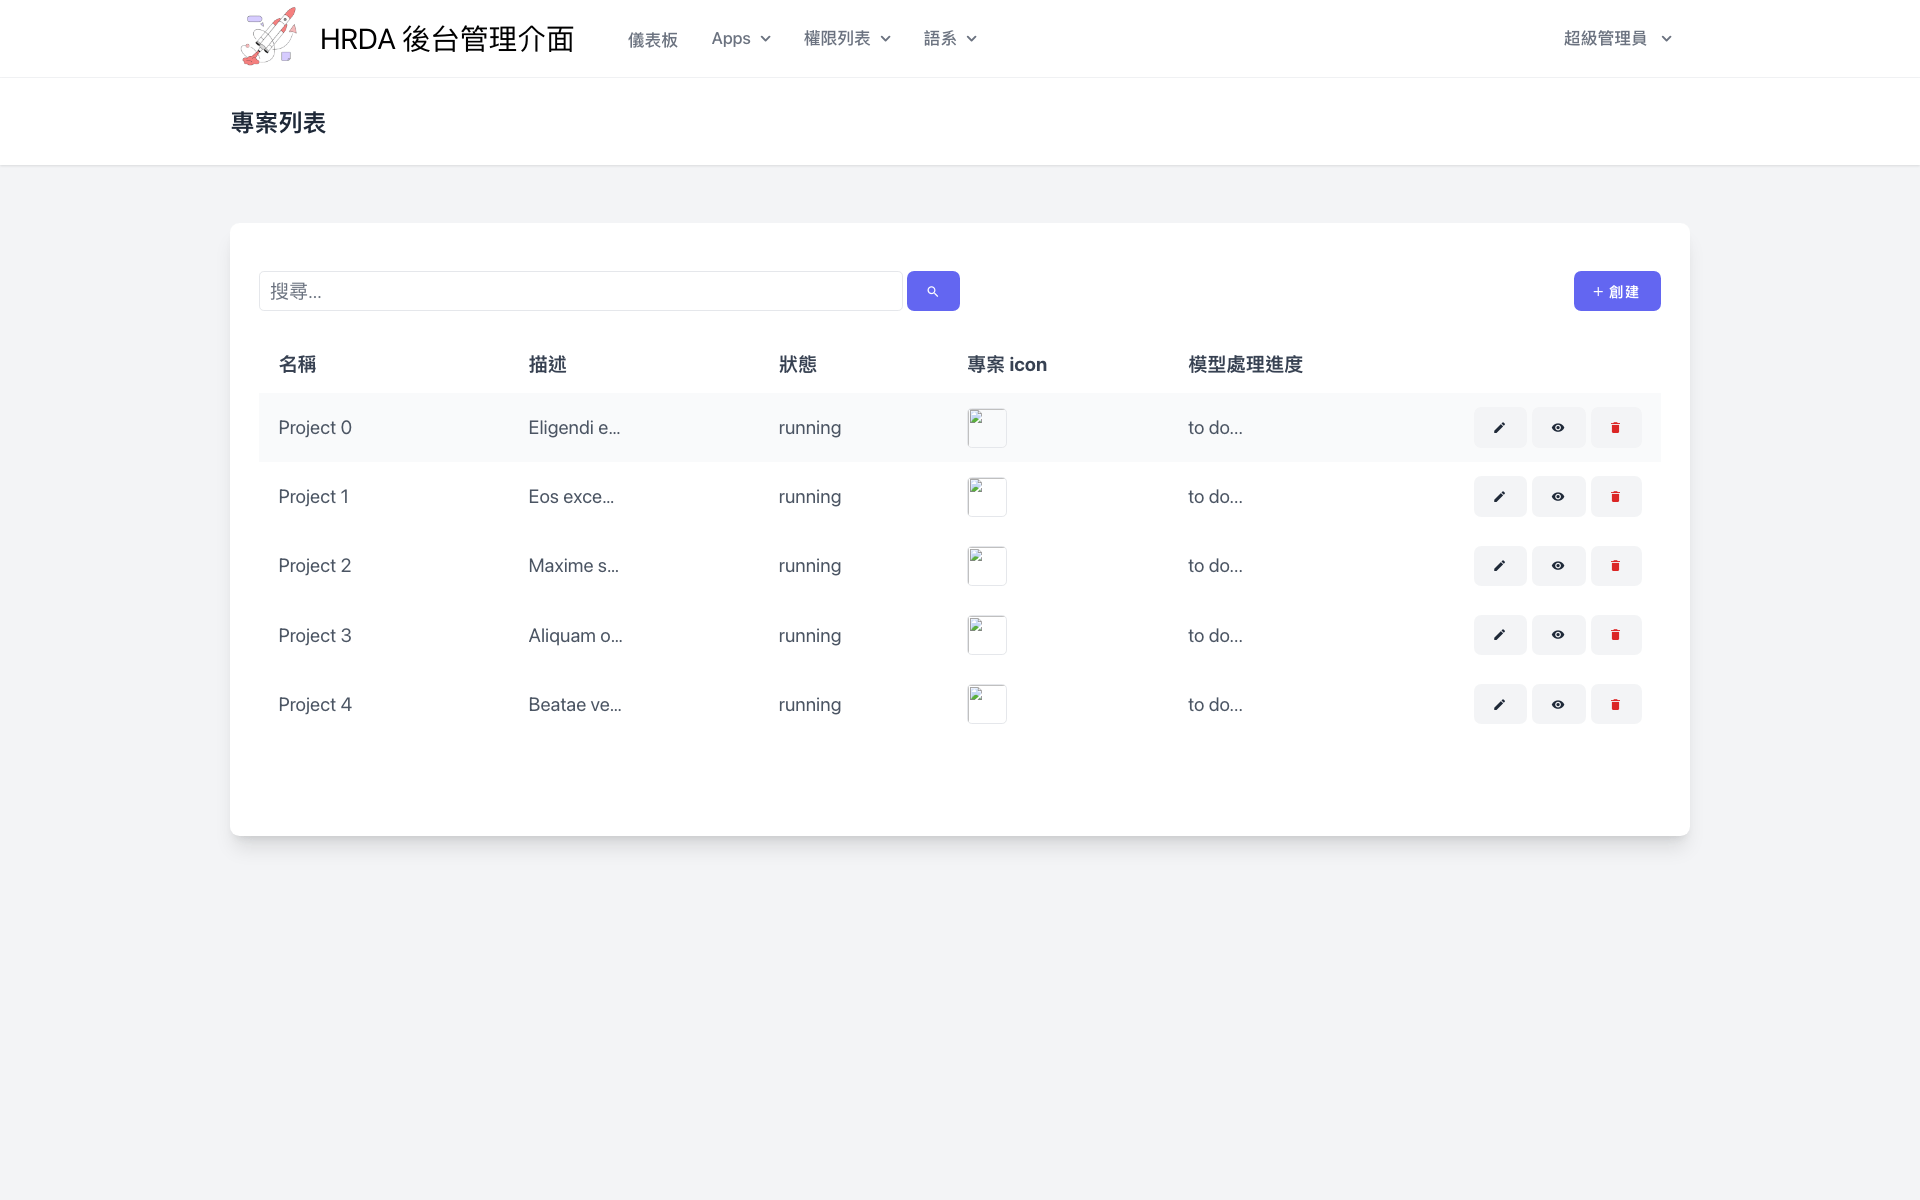 HRDA 後台管理介面 儀表板 Apps 權限列表 語系 超級管理員
專案列表
搜尋... + 創建
名稱 描述 狀態 專案 icon 模型處理進度
Project 0 Eligendi e... running to do...
Project 1 Eos exce... running to do...
Project 2 Maxime s... running to do...
Project 3 Aliquam o... running to do...
Project 4 Beatae ve... running to do...